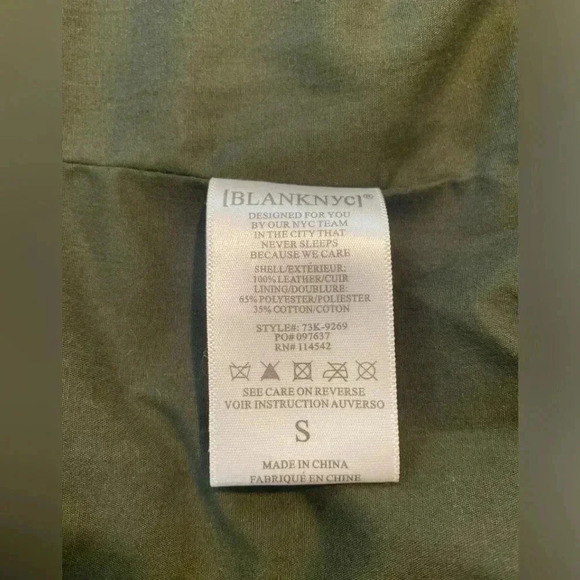 [BLANKNYC]®
DESIGNED FOR YOU
BY OUR NYC TEAM
IN THE CITY THAT
NEVER SLEEPS
BECAUSE WE CARE
SHELL/EXTÉRIEUR:
100% LEATHER/CUIR
LINING/DOUBLURE:
65% POLYESTER/POLIESTER
35% COTTON/COTON
STYLE#: 73K-9269
PO# 097637
RN# 114542
SEE CARE ON REVERSE
VOIR INSTRUCTION AUVERSO
S
MADE IN CHINA
FABRIQUÉ EN CHINE